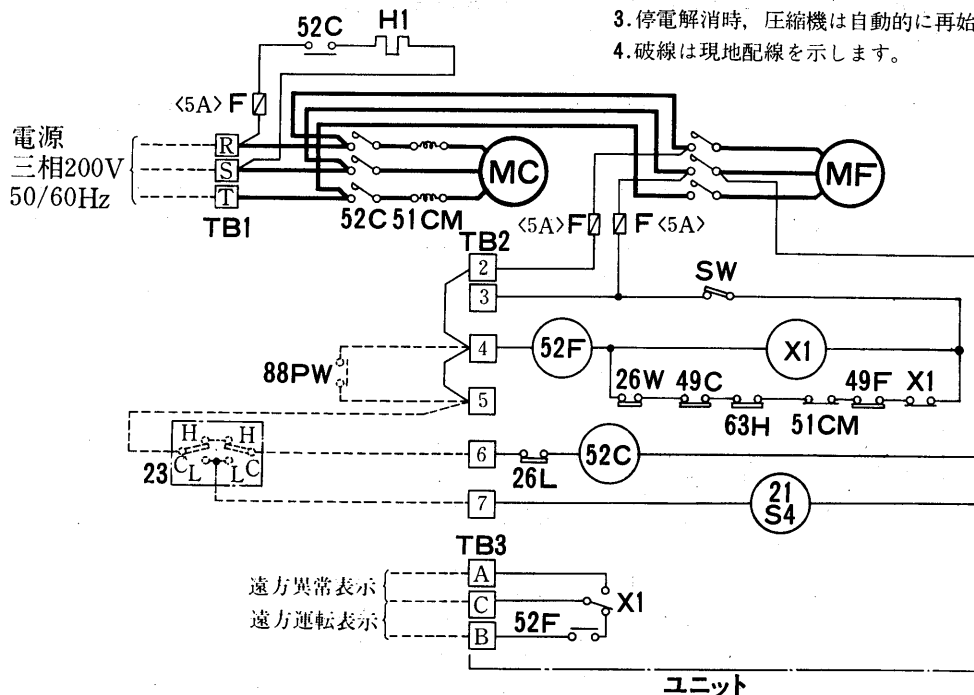 3.停電解消時，圧縮機は自動的に再始
4.破線は現地配線を示します。
52C H1
<5A> F
電源
三相200V
50/60Hz
R
S
T
TB1
52C 51CM
MC
MF
<5A> F F <5A>
TB2
2
3
SW
4
52F
X1
88PW
26W 49C 49F X1
63H 51CM
5
H H
C C
L L
23
6
26L
52C
7
21
S4
TB3
遠方異常表示
A
C
X1
遠方運転表示
52F
B
ユニット